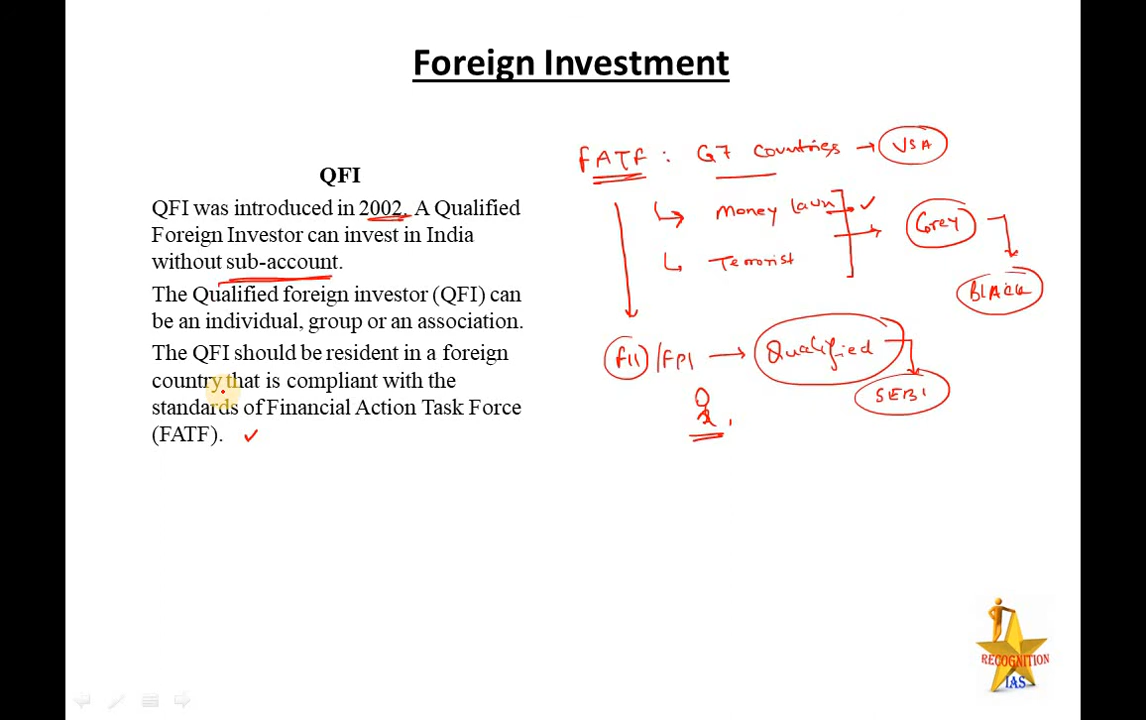 Foreign Investment
QFI
QFI was introduced in 2002. A Qualified
Foreign Investor can invest in India
without sub-account.
The Qualified foreign investor (QFI) can
be an individual, group or an association.
The QFI should be resident in a foreign
country that is compliant with the
standards of Financial Action Task Force
(FATF).
FATF : G7 Countries → USA
Money laun
Grey
Terrorist
BLACK
FII / FPI → Qualified
SEBI
RECOGNITION
IAS